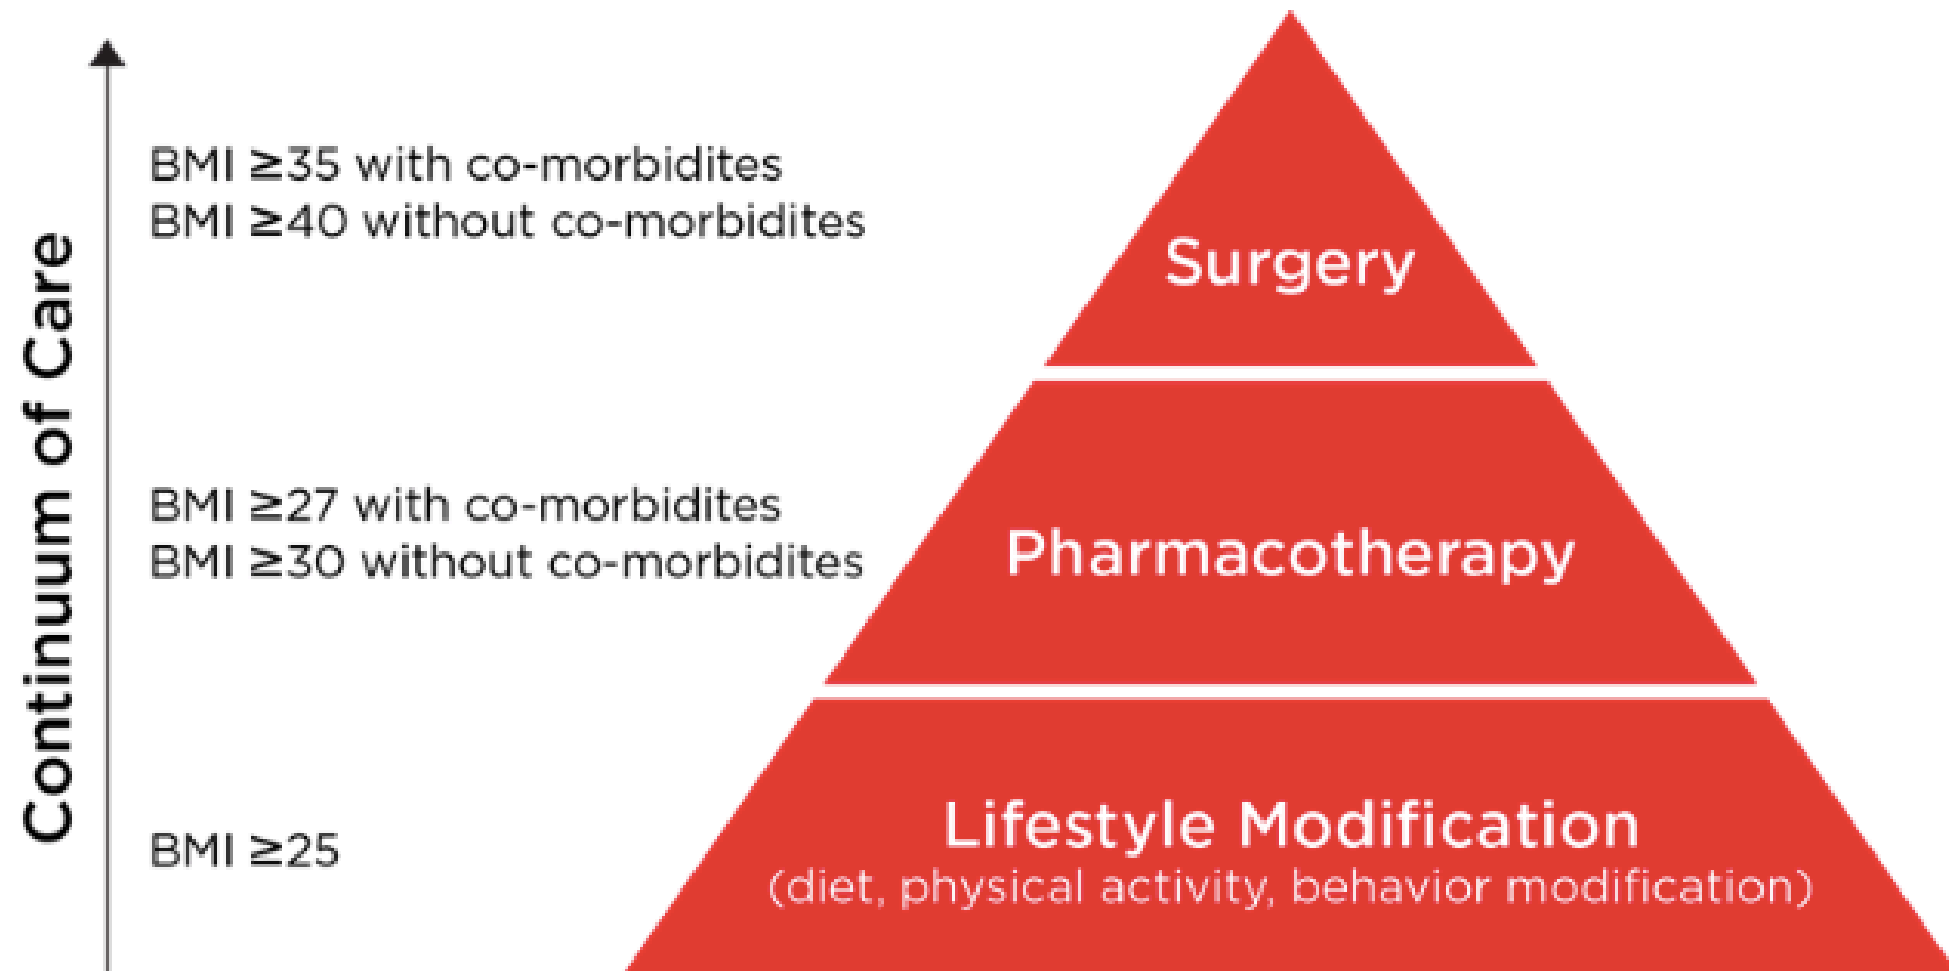 Continuum of Care
BMI ≥35 with co-morbidites
BMI ≥40 without co-morbidites
Surgery
BMI ≥27 with co-morbidites
BMI ≥30 without co-morbidites
Pharmacotherapy
BMI ≥25
Lifestyle Modification
(diet, physical activity, behavior modification)